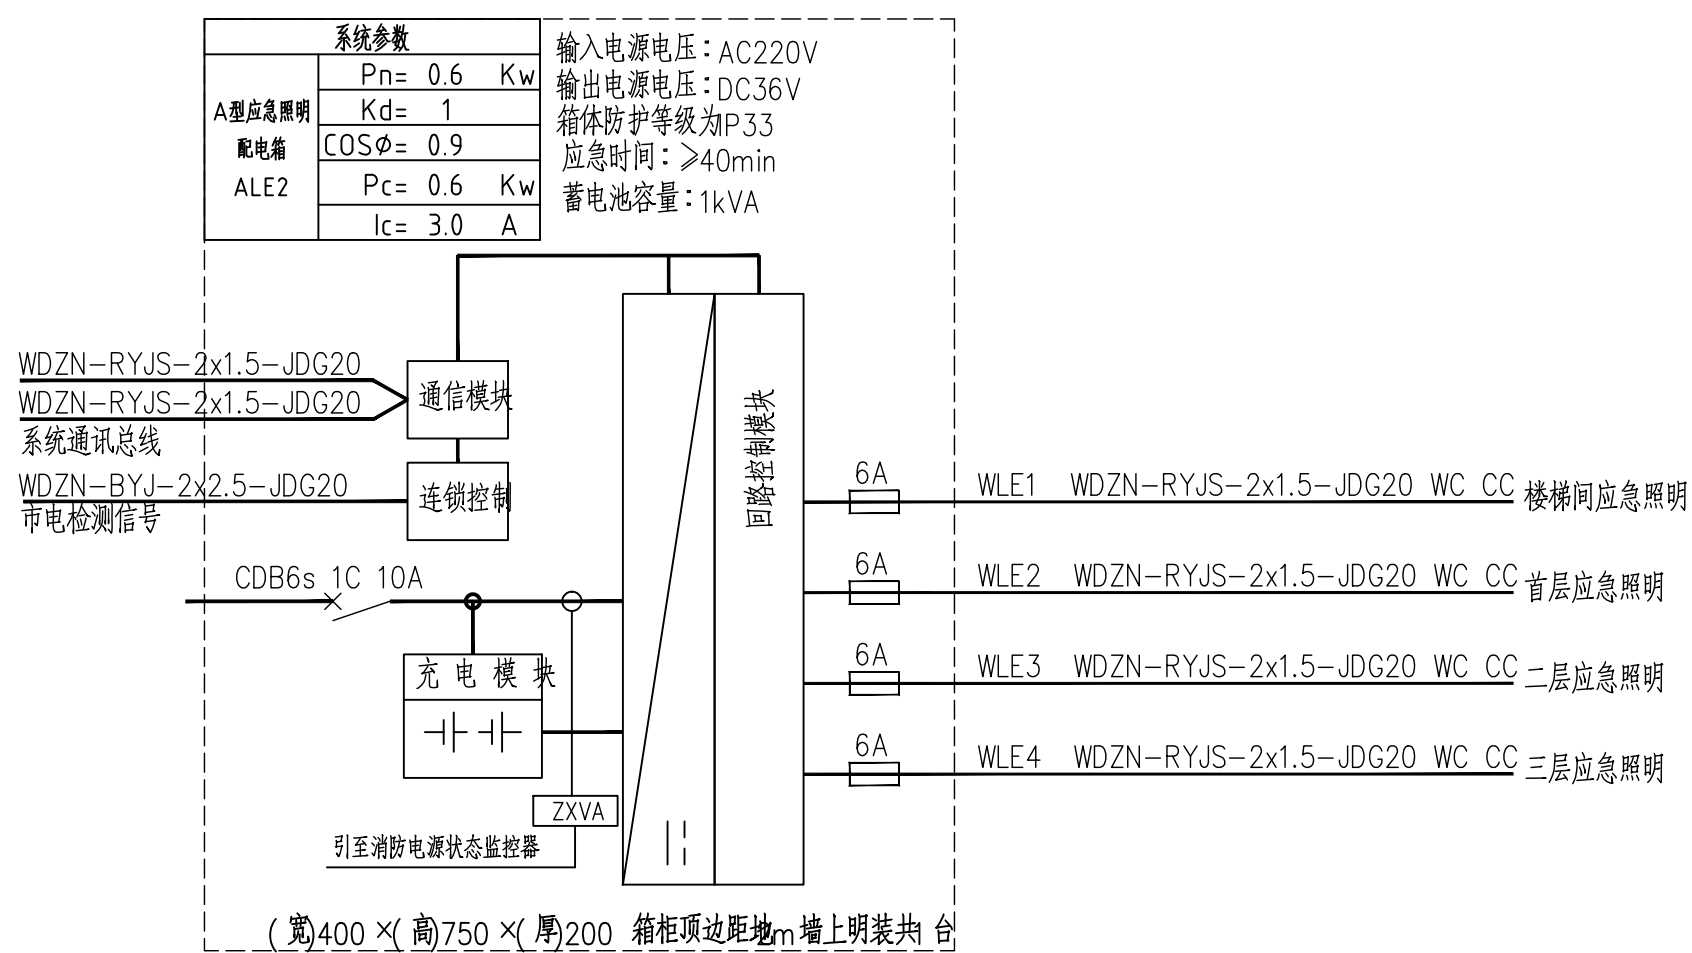 系统参数
A型应急照明
配电箱
ALE2
Pn= 0.6 Kw
Kd= 1
COSφ= 0.9
Pc= 0.6 Kw
Ic= 3.0 A
输入电源电压：AC220V
输出电源电压：DC36V
箱体防护等级为IP33
应急时间：≥40min
蓄电池容量：1kVA
WDZN-RYJS-2x1.5-JDG20
WDZN-RYJS-2x1.5-JDG20
系统通讯总线
WDZN-BYJ-2x2.5-JDG20
市电检测信号
通信模块
连锁控制
CDB6s 1C 10A
充电模块
ZXVA
引至消防电源状态监控器
回路控制模块
6A WLE1 WDZN-RYJS-2x1.5-JDG20 WC CC 楼梯间应急照明
6A WLE2 WDZN-RYJS-2x1.5-JDG20 WC CC 首层应急照明
6A WLE3 WDZN-RYJS-2x1.5-JDG20 WC CC 二层应急照明
6A WLE4 WDZN-RYJS-2x1.5-JDG20 WC CC 三层应急照明
(宽)400×(高)750×(厚)200 箱柜顶边距地2m墙上明装共1台